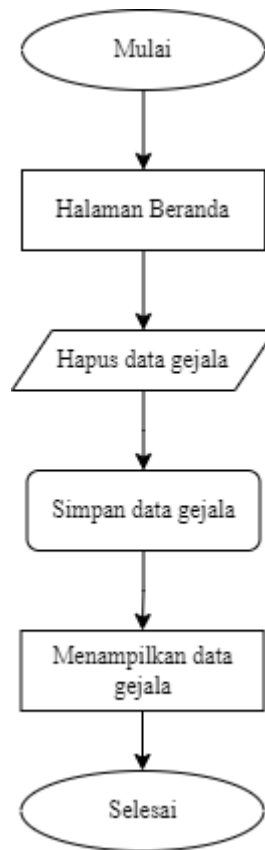 Mulai
Halaman Beranda
Hapus data gejala
Simpan data gejala
Menampilkan data
gejala
Selesai